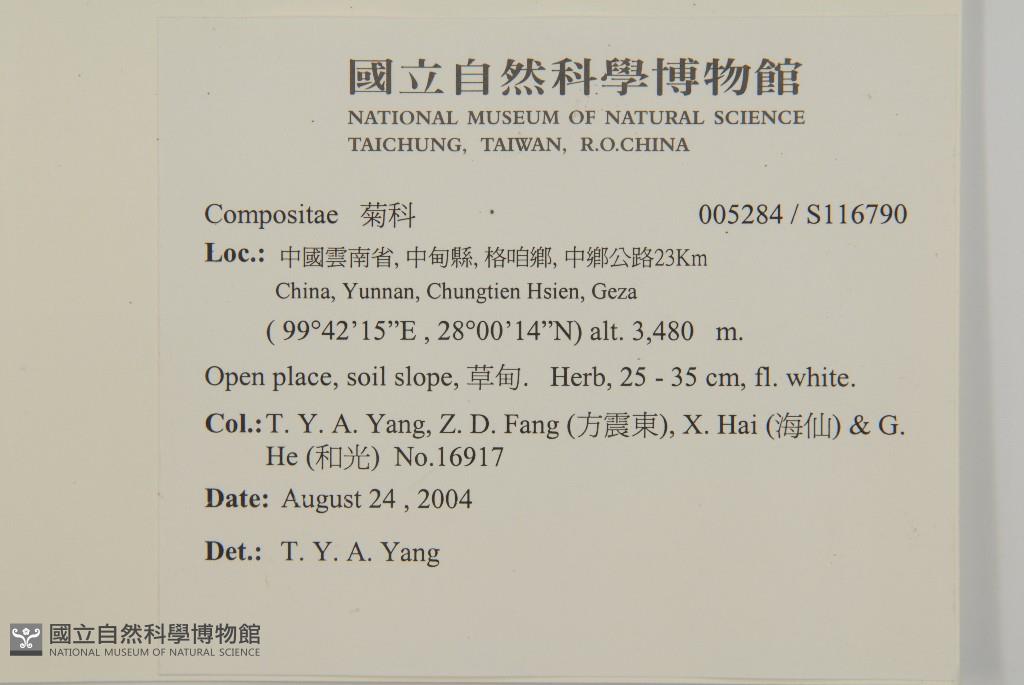 國立自然科學博物館
NATIONAL MUSEUM OF NATURAL SCIENCE
TAICHUNG, TAIWAN, R.O.CHINA
Compositae 菊科 005284 / S116790
Loc.: 中國雲南省, 中甸縣, 格咱鄉, 中鄉公路23Km
China, Yunnan, Chungtien Hsien, Geza
( 99°42’15”E , 28°00’14”N) alt. 3,480 m.
Open place, soil slope, 草甸. Herb, 25 - 35 cm, fl. white.
Col.: T. Y. A. Yang, Z. D. Fang (方震東), X. Hai (海仙) & G.
He (和光) No.16917
Date: August 24 , 2004
Det.: T. Y. A. Yang
國立自然科學博物館
NATIONAL MUSEUM OF NATURAL SCIENCE